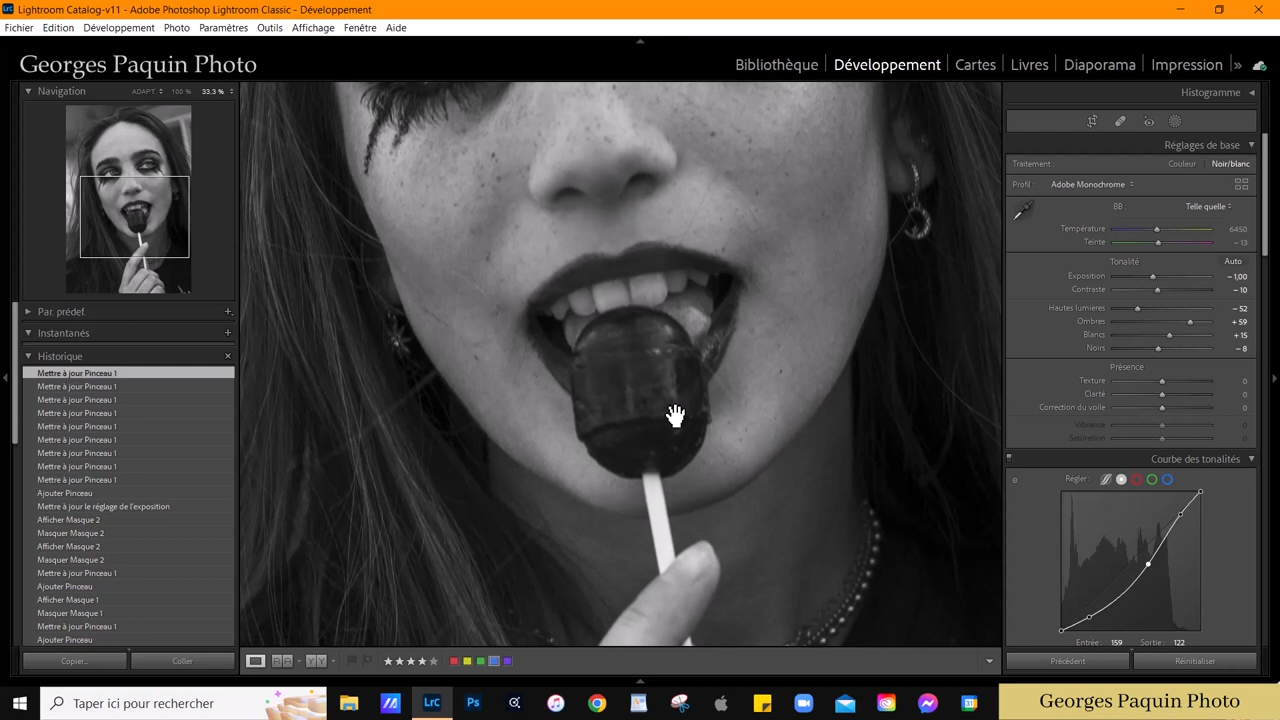 Lightroom Catalog-v11 - Adobe Photoshop Lightroom Classic - Développement
Fichier Edition Développement Photo Paramètres Outils Affichage Fenêtre Aide
Georges Paquin Photo
Bibliothèque Développement Cartes Livres Diaporama Impression »
Navigation ADAPT. 100 % 33,3 %
Histogramme
Réglages de base
Traitement : Couleur Noir/blanc
Profil : Adobe Monochrome
BB : Telle quelle
Température 6450
Teinte – 13
Tonalité Auto
Exposition – 1,00
Contraste – 10
Hautes lumières – 52
Ombres + 59
Blancs + 15
Noirs – 8
Présence
Texture 0
Clarté 0
Correction du voile 0
Vibrance 0
Saturation 0
Courbe des tonalités
Régler :
Entrée : 159 Sortie : 122
Par. prédéf.
Instantanés
Historique
Mettre à jour Pinceau 1
Mettre à jour Pinceau 1
Mettre à jour Pinceau 1
Mettre à jour Pinceau 1
Mettre à jour Pinceau 1
Mettre à jour Pinceau 1
Mettre à jour Pinceau 1
Mettre à jour Pinceau 1
Mettre à jour Pinceau 1
Ajouter Pinceau
Mettre à jour le réglage de l'exposition
Afficher Masque 2
Masquer Masque 2
Afficher Masque 2
Masquer Masque 2
Mettre à jour Pinceau 1
Ajouter Pinceau
Afficher Masque 1
Masquer Masque 1
Mettre à jour Pinceau 1
Ajouter Pinceau
Copier... Coller
Précédent Réinitialiser
Taper ici pour rechercher
LrC Ps
Georges Paquin Photo